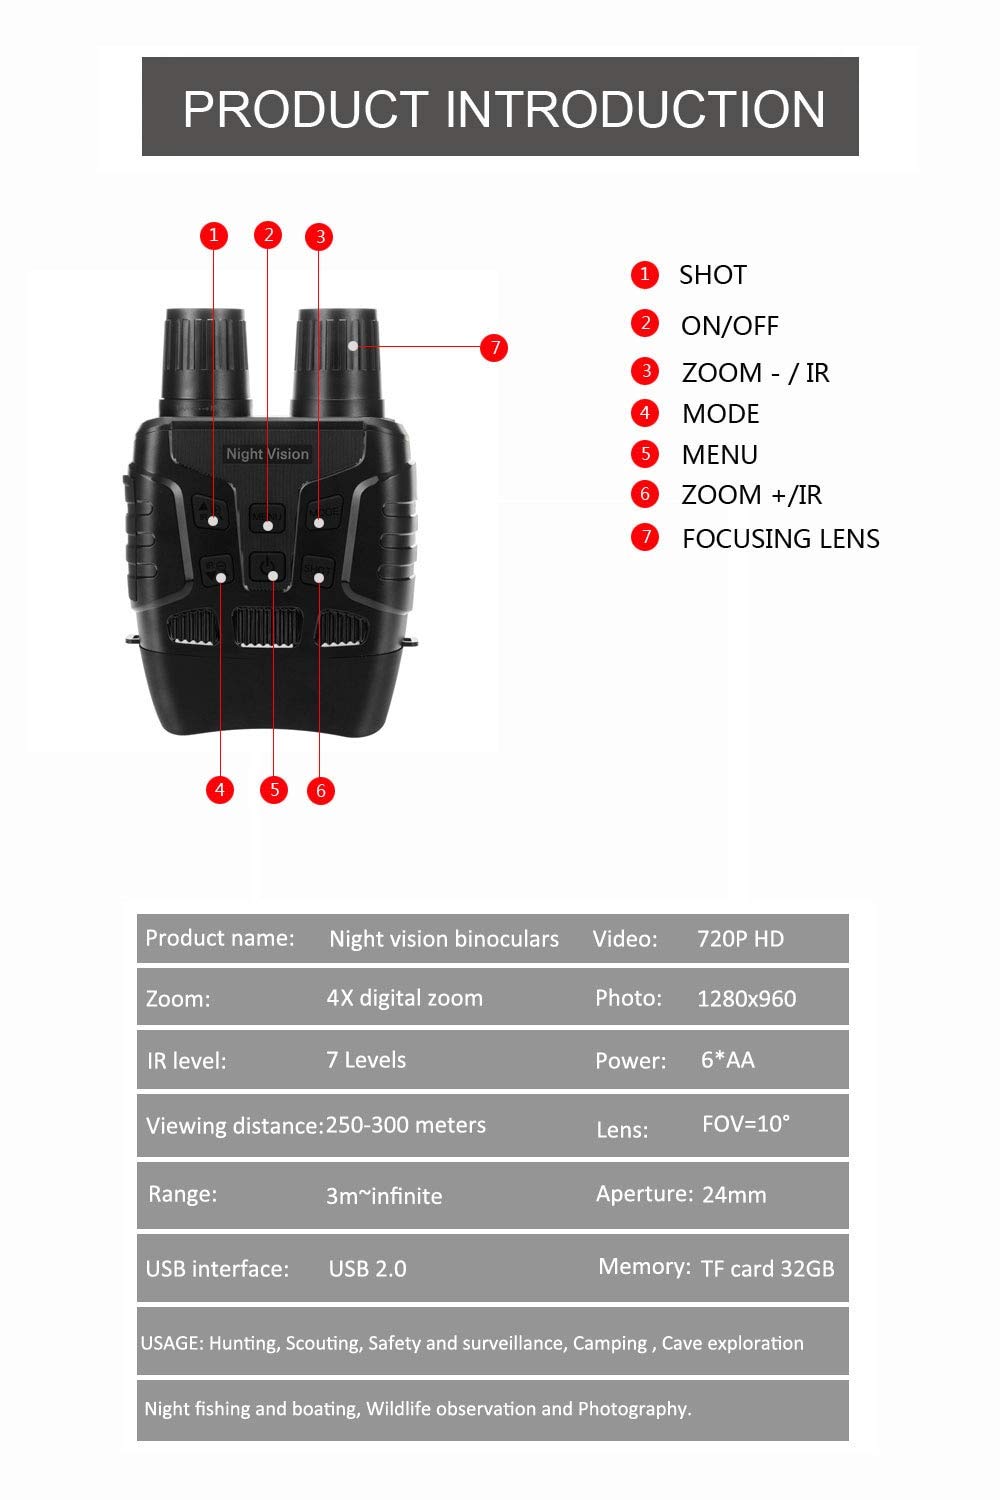 PRODUCT INTRODUCTION
1 2 3
7
Night Vision
MENU MODE
SHOT
4 5 6
1 SHOT
2 ON/OFF
3 ZOOM - / IR
4 MODE
5 MENU
6 ZOOM +/IR
7 FOCUSING LENS
Product name: Night vision binoculars Video: 720P HD
Zoom: 4X digital zoom Photo: 1280x960
IR level: 7 Levels Power: 6*AA
Viewing distance: 250-300 meters Lens: FOV=10°
Range: 3m~infinite Aperture: 24mm
USB interface: USB 2.0 Memory: TF card 32GB
USAGE: Hunting, Scouting, Safety and surveillance, Camping , Cave exploration
Night fishing and boating, Wildlife observation and Photography.